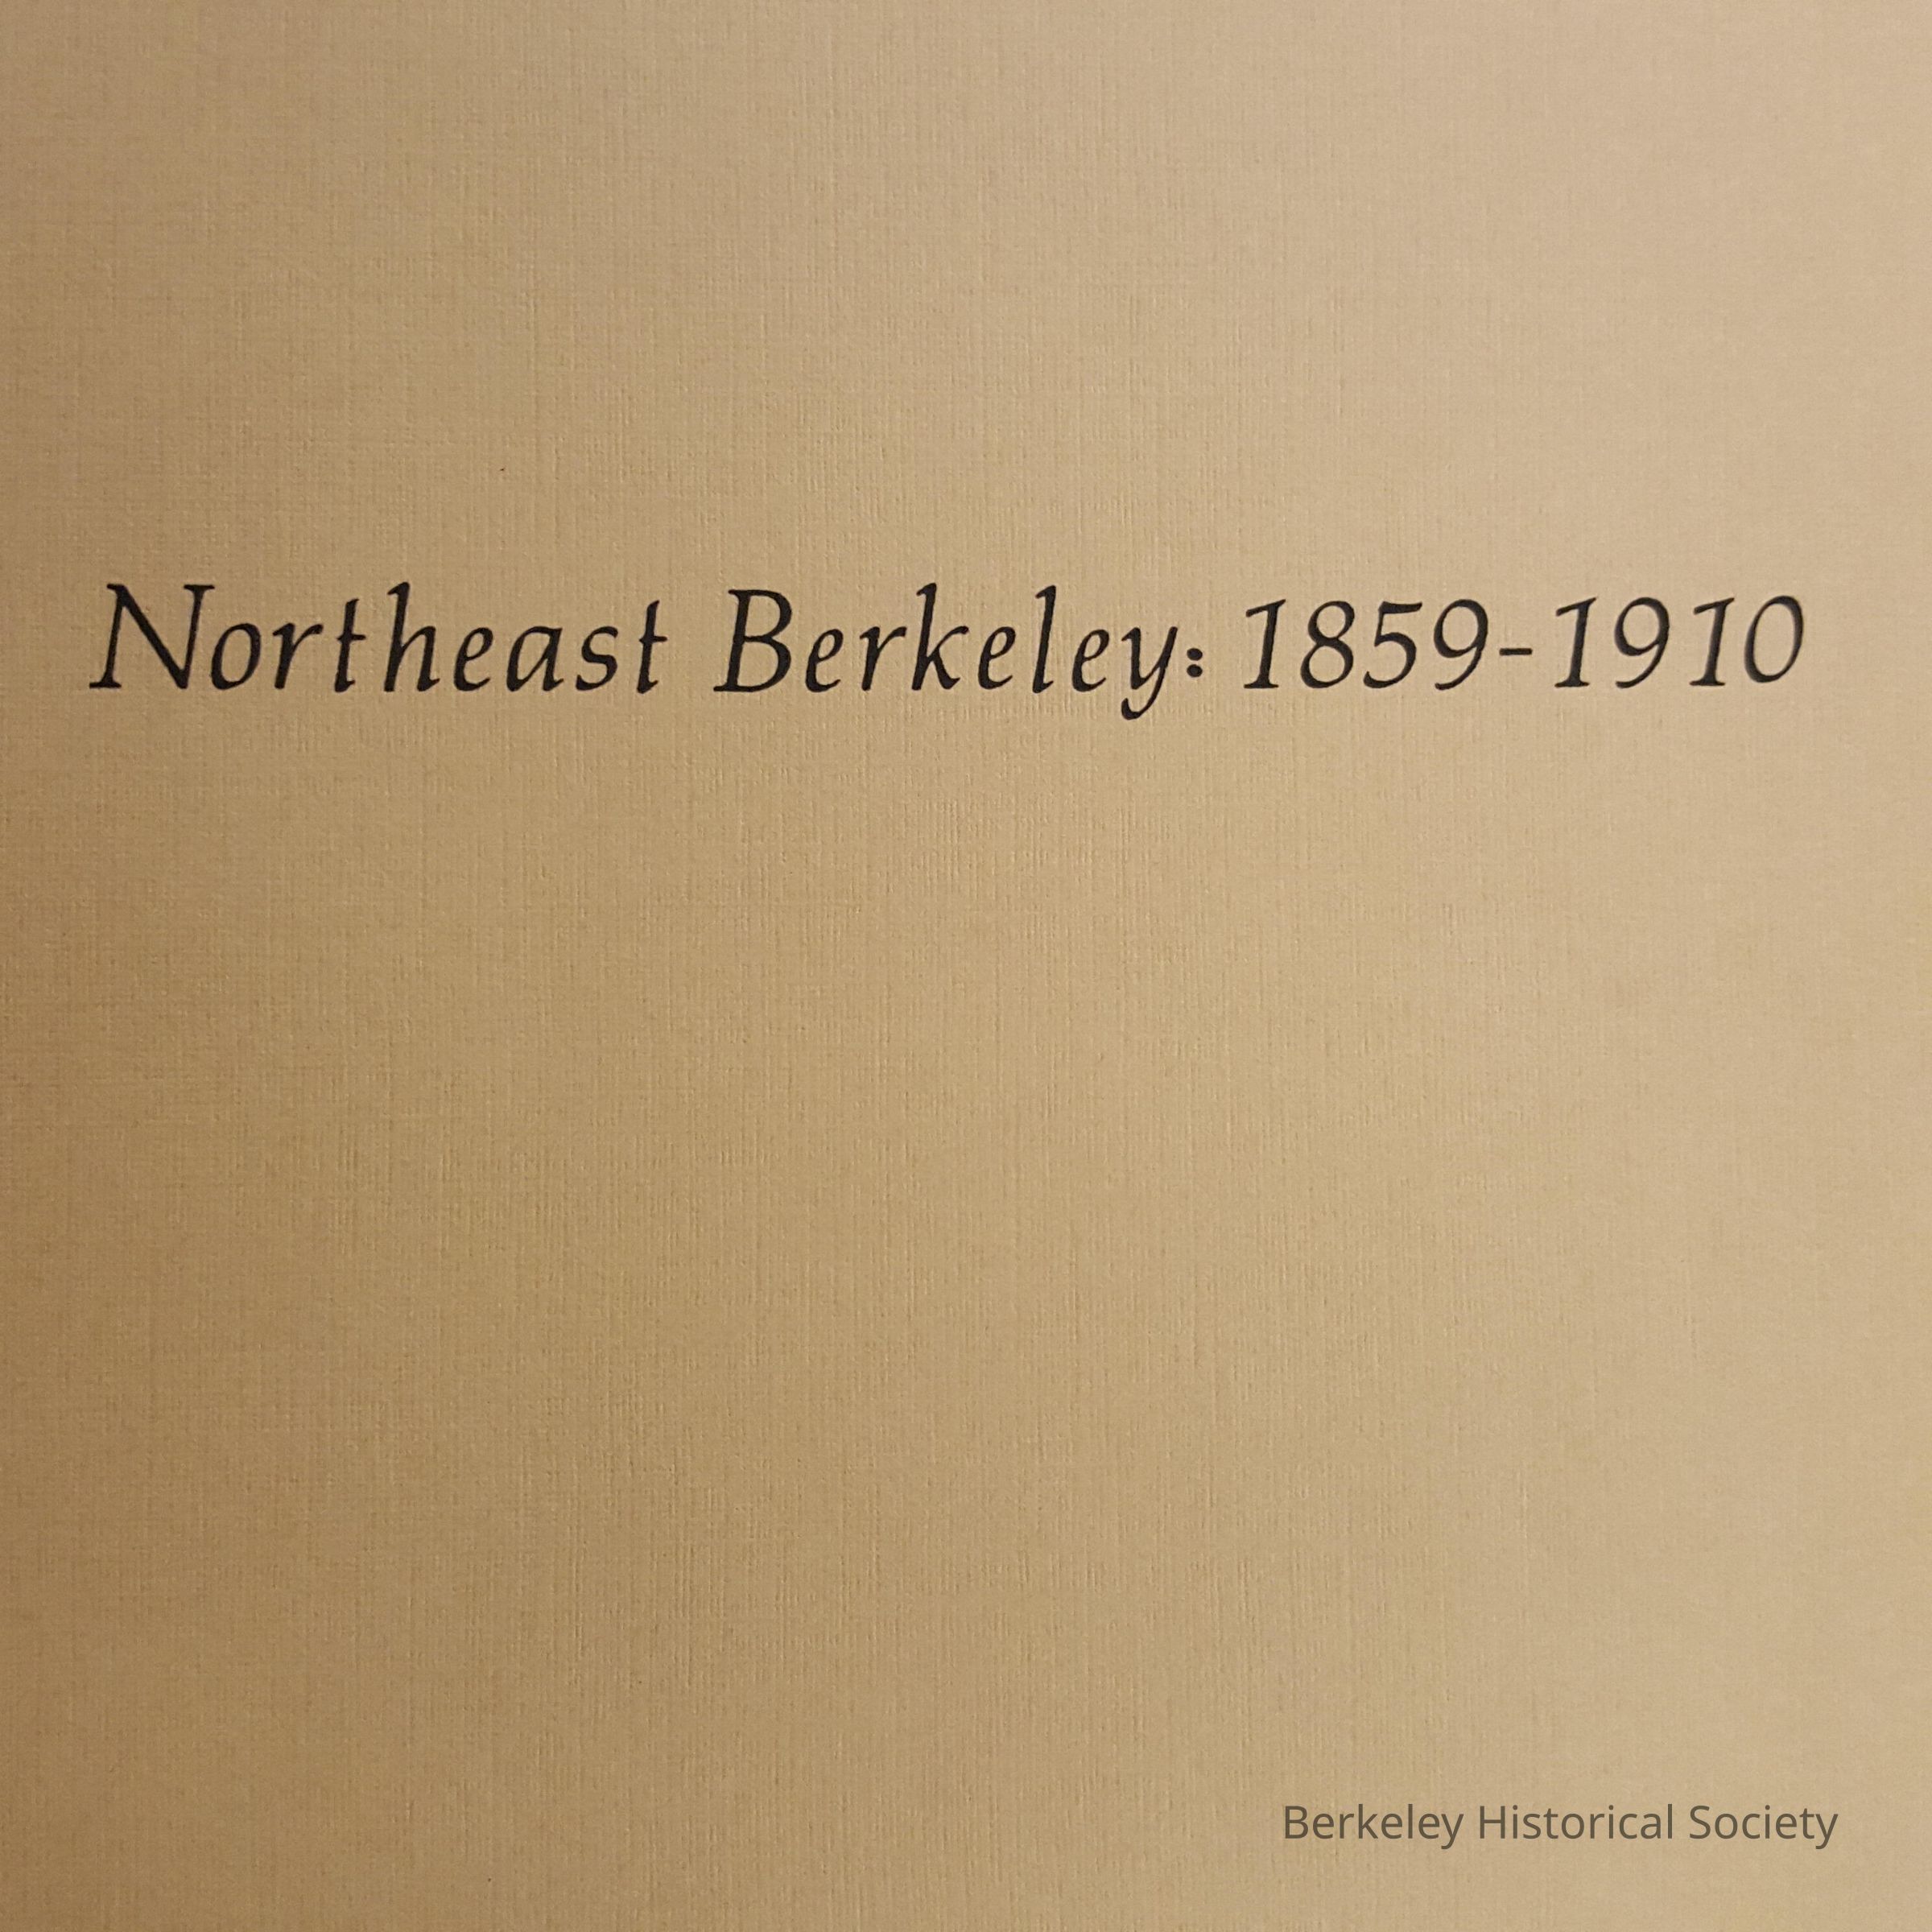 Northeast Berkeley: 1859-1910
Berkeley Historical Society